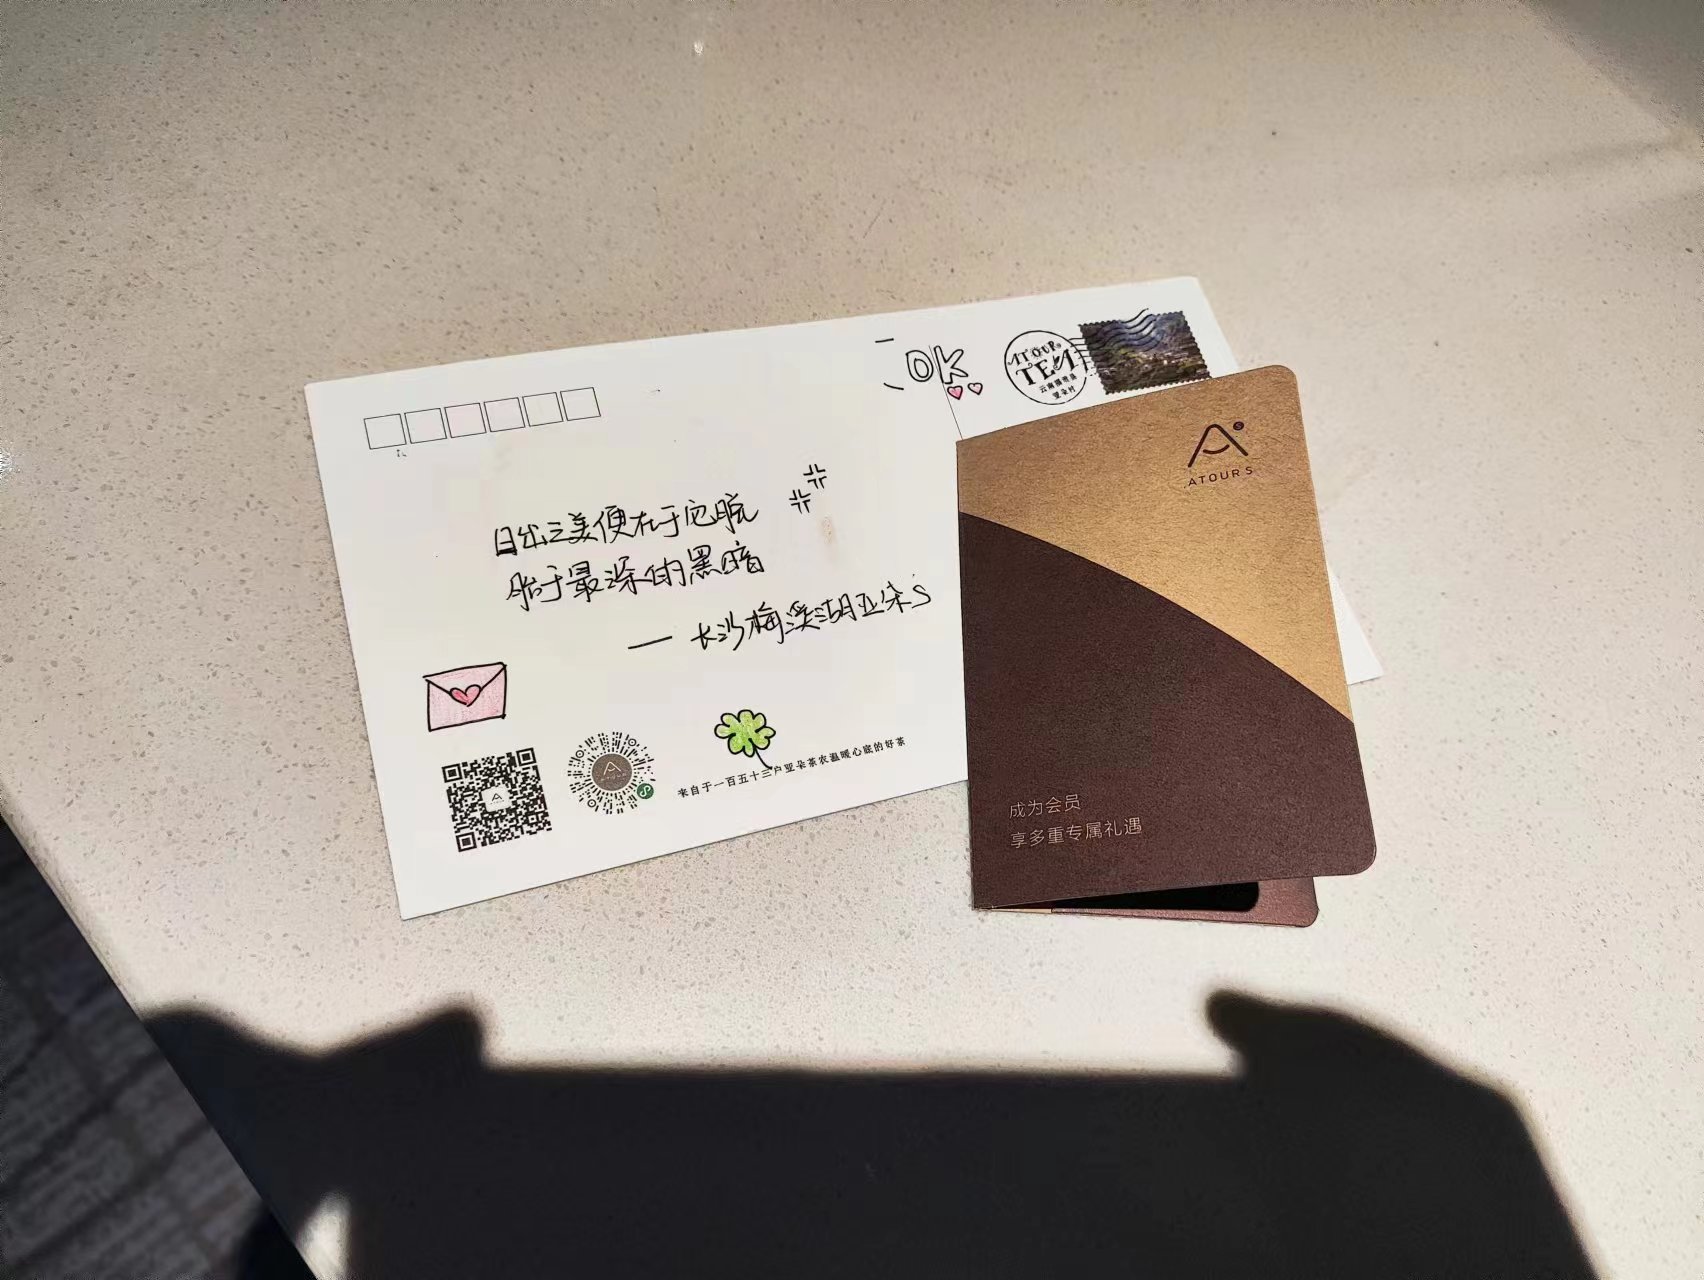 OK
ATOUR
TEA
云南腾冲县
亚朵村
日出之美便在于它脱
胎于最深的黑暗
— 长沙梅溪湖亚朵S
来自于一百五十三户亚朵茶农温暖心底的好茶
ATOUR S
成为会员
享多重专属礼遇